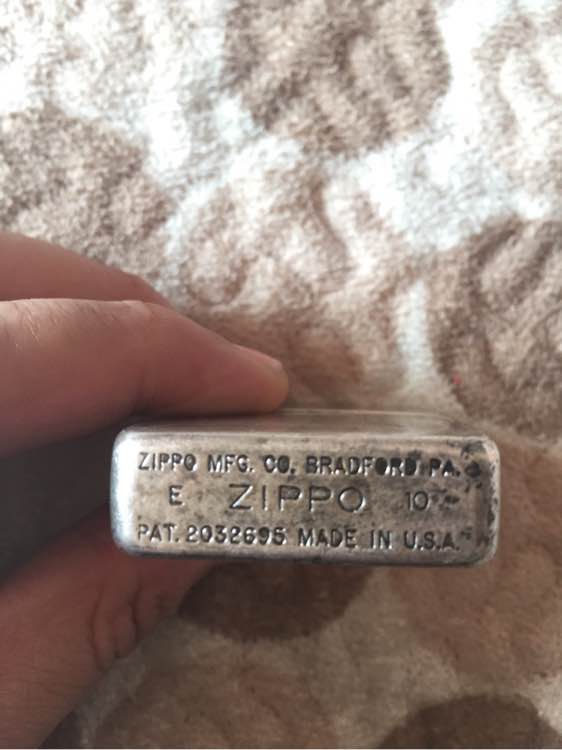 ZIPPO MFG. CO. BRADFORD PA.
E ZIPPO 10
PAT. 2032695 MADE IN U.S.A.